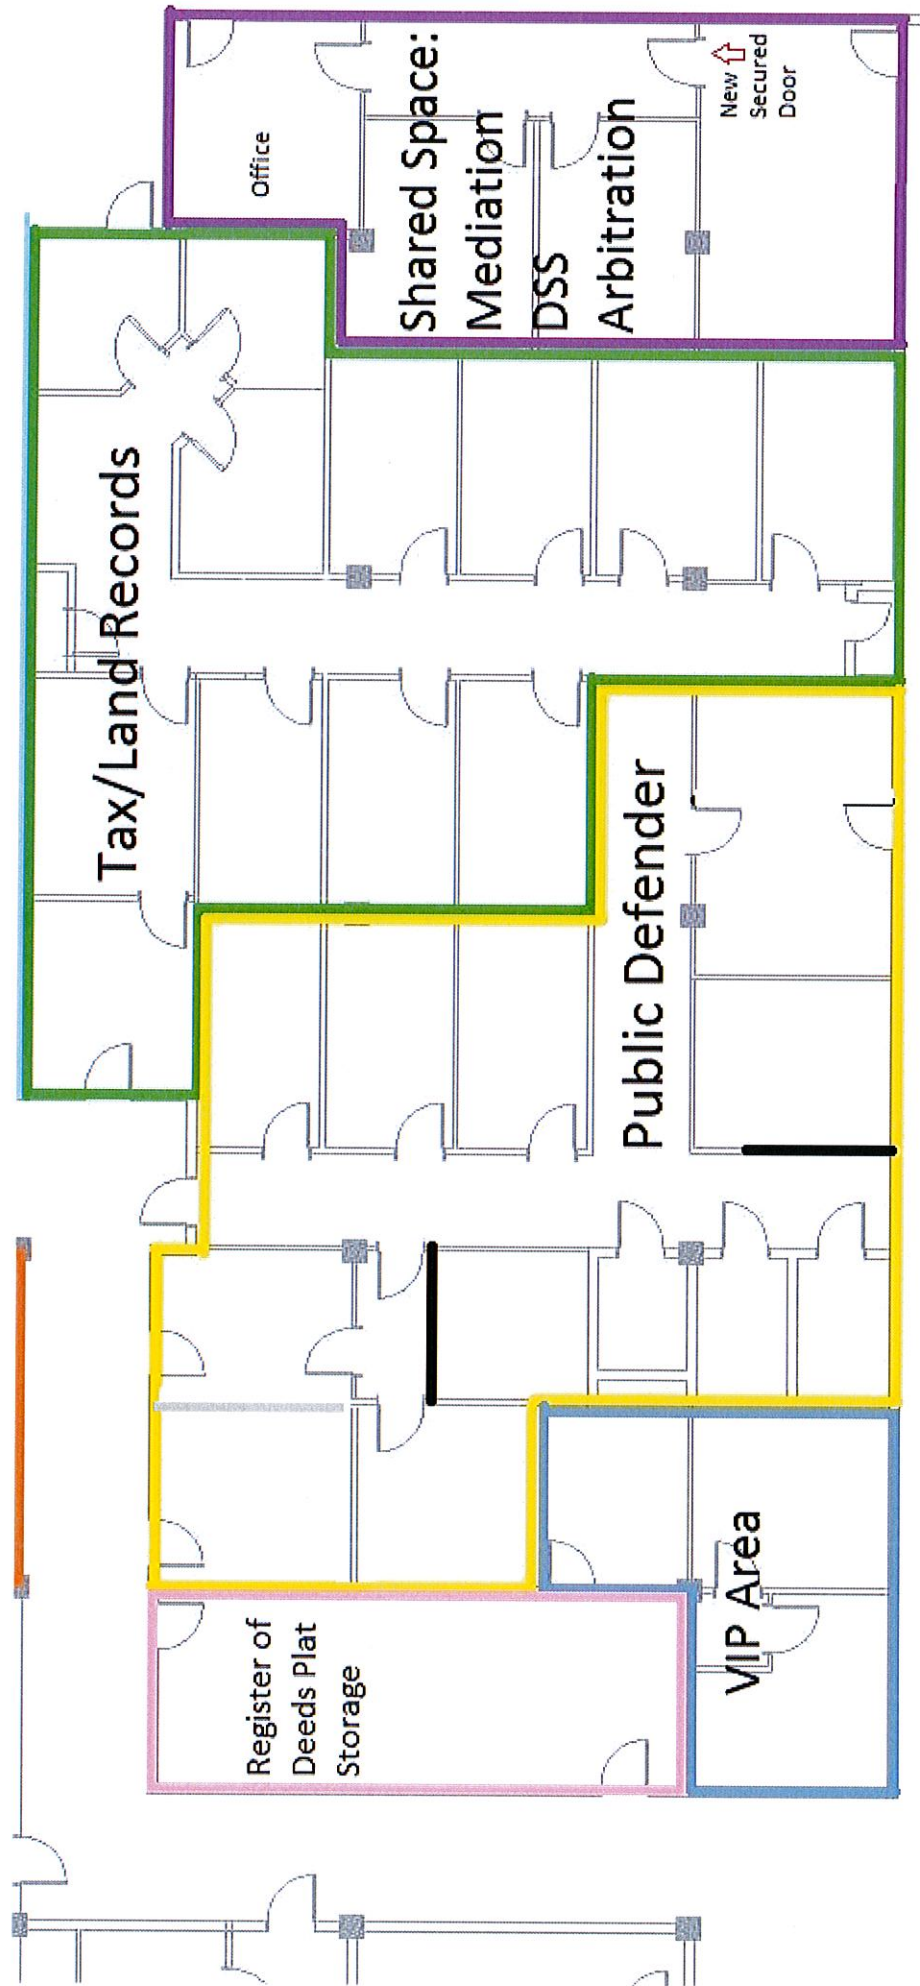 Register of
Deeds Plat
Storage
VIP Area
Public Defender
Tax/Land Records
Office
Shared Space:
Mediation
DSS
Arbitration
New
Secured
Door